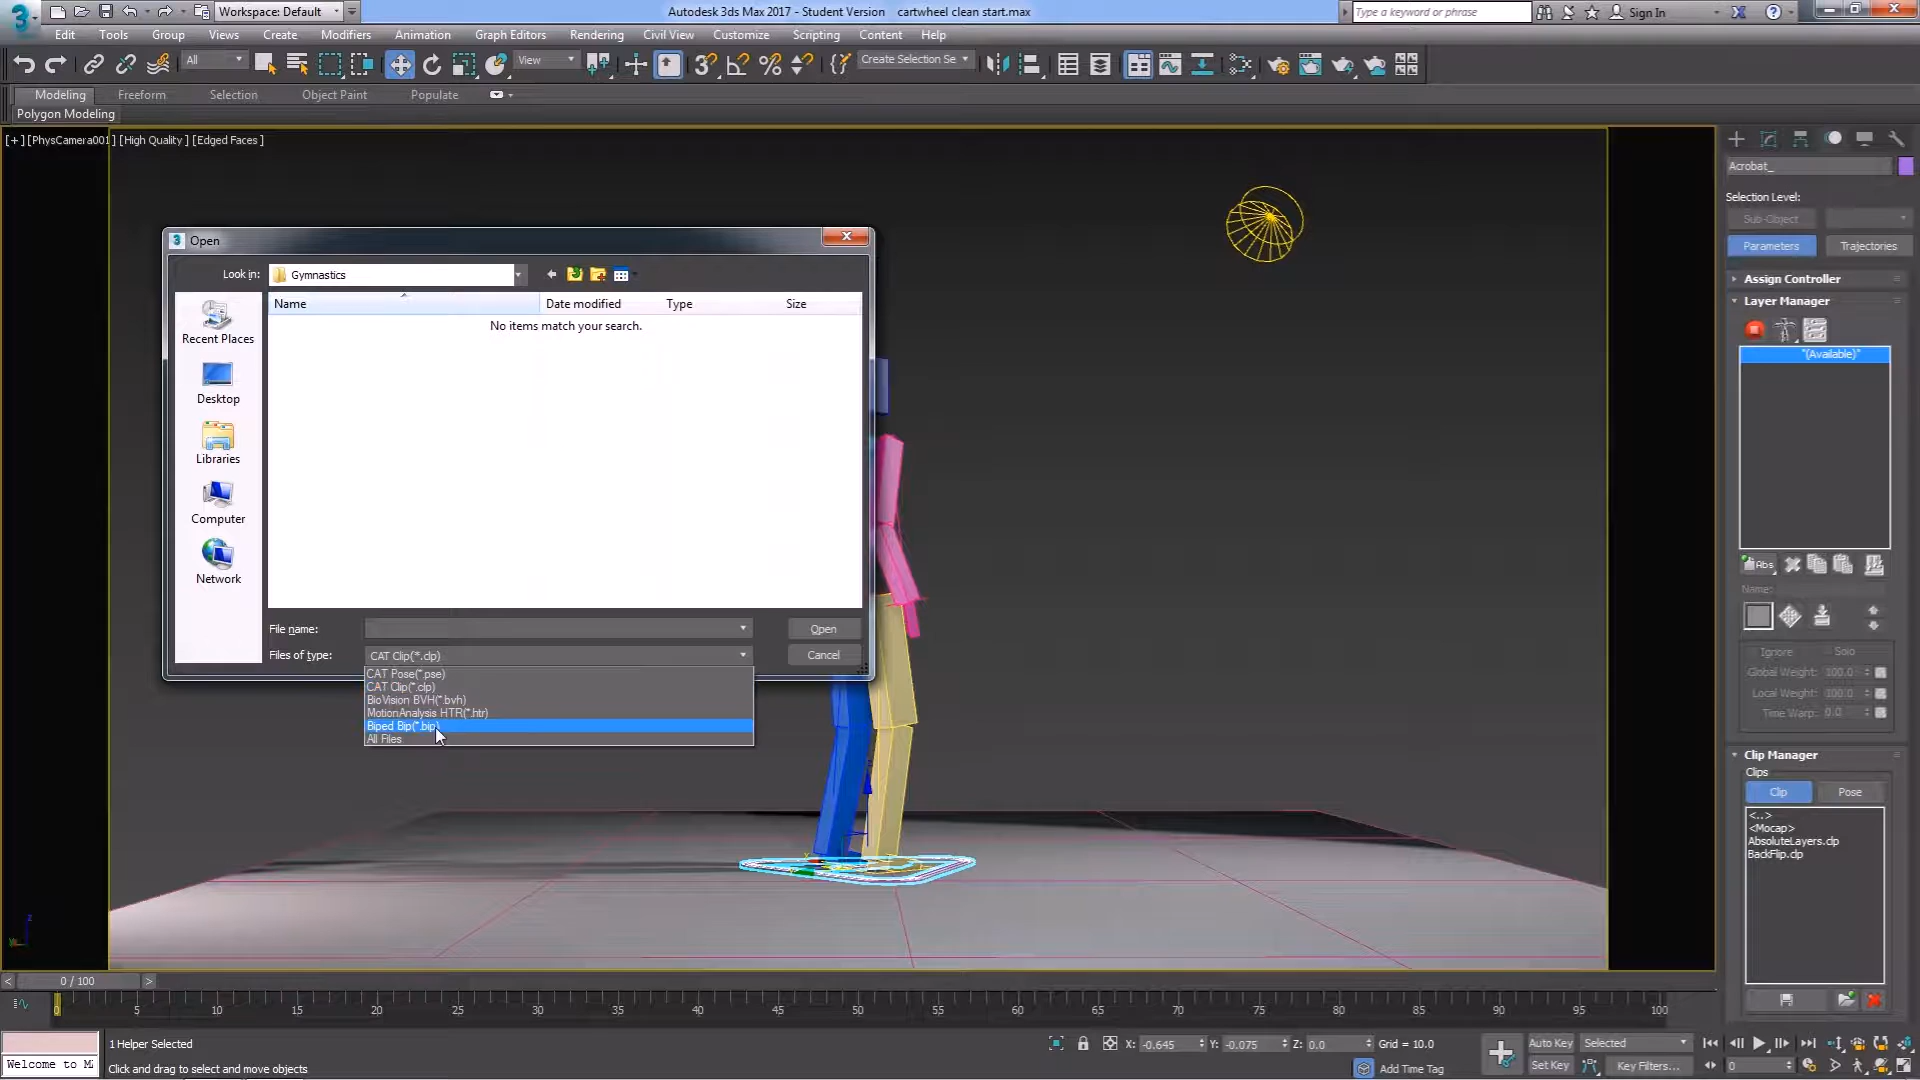 Workspace: Default
Autodesk 3ds Max 2017 - Student Version    cartwheel clean start.max
Type a keyword or phrase
Sign In
Edit Tools Group Views Create Modifiers Animation Graph Editors Rendering Civil View Customize Scripting Content Help
All
View
Create Selection Se
Modeling Freeform Selection Object Paint Populate
Polygon Modeling
[+] [PhysCamera001 ] [High Quality ] [Edged Faces ]
Open
Look in: Gymnastics
Name Date modified Type Size
No items match your search.
Recent Places
Desktop
Libraries
Computer
Network
File name:
Open
Files of type: CAT Clip(*.clp)
Cancel
CAT Pose(*.pse)
CAT Clip(*.clp)
BioVision BVH(*.bvh)
MotionAnalysis HTR(*.htr)
Biped Bip(*.bip)
All Files
Acrobat_
Selection Level:
Sub-Object
Parameters Trajectories
Assign Controller
Layer Manager
"(Available)"
Abs
Name:
Ignore Solo
Global Weight: 100.0
Local Weight: 100.0
Time Warp: 0.0
Clip Manager
Clips
Clip Pose
<..>
<Mocap>
AbsoluteLayers.clp
BackFlip.clp
z
< 0 / 100 >
0 5 10 15 20 25 30 35 40 45 50 55 60 65 70 75 80 85 90 95 100
1 Helper Selected
X: -0.645 Y: -0.075 Z: 0.0 Grid = 10.0
Auto Key Selected
Welcome to M
Click and drag to select and move objects
Add Time Tag
Set Key Key Filters... 0